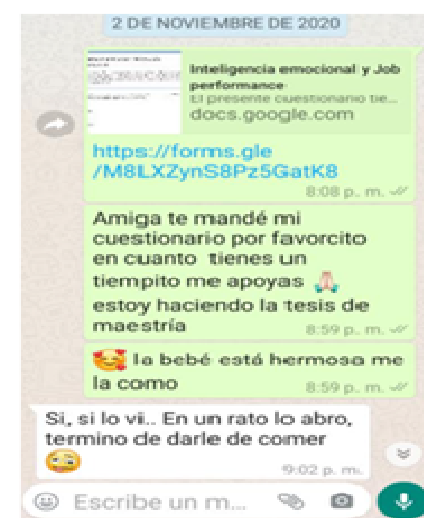 2 DE NOVIEMBRE DE 2020
Inteligencia emocional y Job
performance
El presente cuestionario tie...
docs.google.com
https://forms.gle
/M8LXZynS8Pz5GatK8
8:08 p. m.
Amiga te mandé mi
cuestionario por favorcito
en cuanto tienes un
tiempito me apoyas 🙏🏻
estoy haciendo la tesis de
maestría
8:59 p. m.
🥰 la bebé está hermosa me
la como
8:59 p. m.
Si, si lo vii.. En un rato lo abro,
termino de darle de comer
9:02 p. m.
Escribe un m...